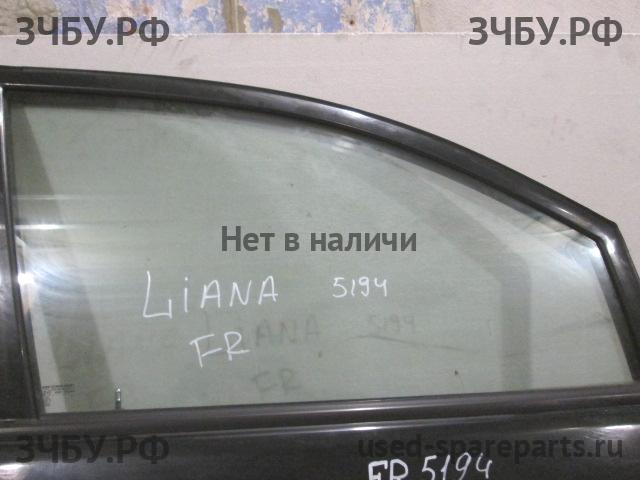 ЗЧБУ.РФ ЗЧБУ.РФ
Нет в наличи
LiANA 5194
FR
ЗЧБУ.РФ used-spareparts.ru
FR 5194